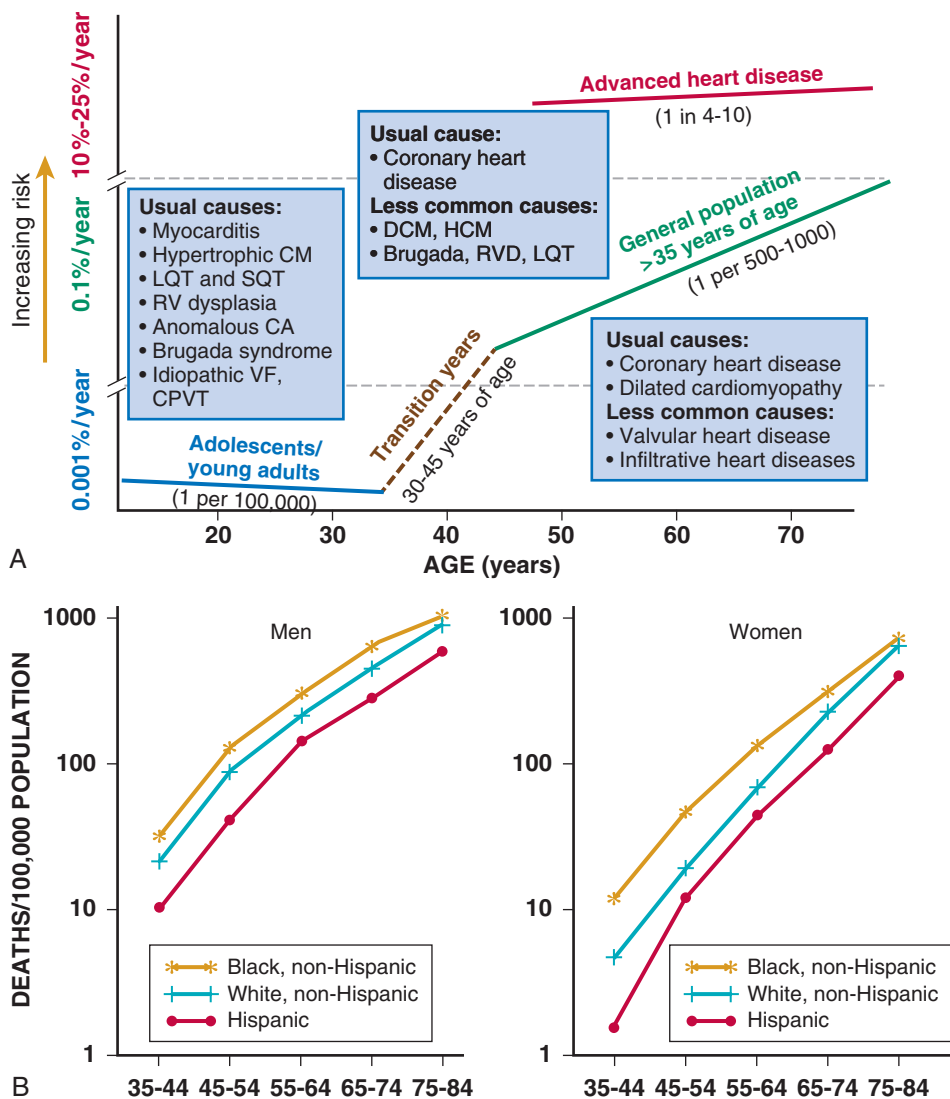 10%-25%/year
0.1%/year
0.001%/year
Increasing risk
Advanced heart disease
(1 in 4-10)
Usual cause:
• Coronary heart
disease
Less common causes:
• DCM, HCM
• Brugada, RVD, LQT
Usual causes:
• Myocarditis
• Hypertrophic CM
• LQT and SQT
• RV dysplasia
• Anomalous CA
• Brugada syndrome
• Idiopathic VF,
CPVT
General population
>35 years of age
(1 per 500-1000)
Transition years
30-45 years of age
Usual causes:
• Coronary heart disease
• Dilated cardiomyopathy
Less common causes:
• Valvular heart disease
• Infiltrative heart diseases
Adolescents/
young adults
(1 per 100,000)
20 30 40 50 60 70
AGE (years)
A
DEATHS/100,000 POPULATION
1000
100
10
1
Men
Black, non-Hispanic
White, non-Hispanic
Hispanic
35-44 45-54 55-64 65-74 75-84
1000
100
10
1
Women
Black, non-Hispanic
White, non-Hispanic
Hispanic
35-44 45-54 55-64 65-74 75-84
B